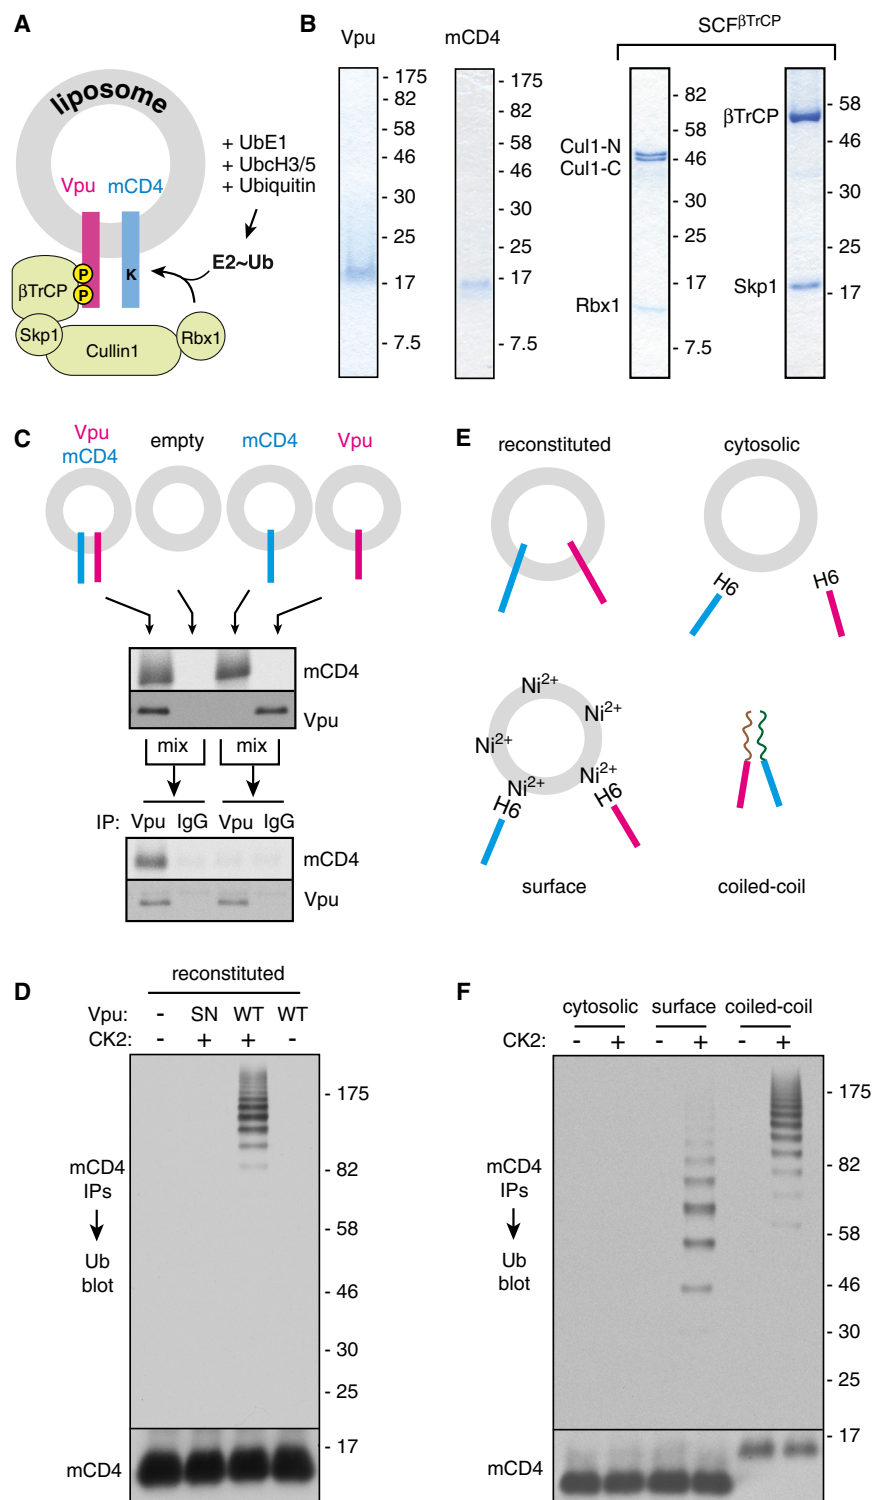 A
liposome
Vpu mCD4
+ UbE1
+ UbcH3/5
+ Ubiquitin
E2~Ub
P
P
K
βTrCP
Skp1
Cullin1
Rbx1
B
Vpu
mCD4
SCFβTrCP
- 175
- 82
- 58
- 46
- 30
- 25
- 17
- 7.5
- 175
- 82
- 58
- 46
- 30
- 25
- 17
- 7.5
Cul1-N
Cul1-C
Rbx1
- 82
- 58
- 46
- 30
- 25
- 17
- 7.5
βTrCP
Skp1
- 58
- 46
- 30
- 25
- 17
C
Vpu
mCD4
empty
mCD4
Vpu
mCD4
Vpu
mix
mix
IP: Vpu IgG Vpu IgG
mCD4
Vpu
E
reconstituted
cytosolic
H6
H6
Ni2+
Ni2+
Ni2+
Ni2+
Ni2+
H6
H6
surface
coiled-coil
D
reconstituted
Vpu: - SN WT WT
CK2: + + -
- 175
- 82
- 58
- 46
- 30
- 25
- 17
mCD4
IPs
Ub
blot
mCD4
F
cytosolic surface coiled-coil
CK2: - + - + - +
- 175
- 82
- 58
- 46
- 30
- 25
- 17
mCD4
IPs
Ub
blot
mCD4